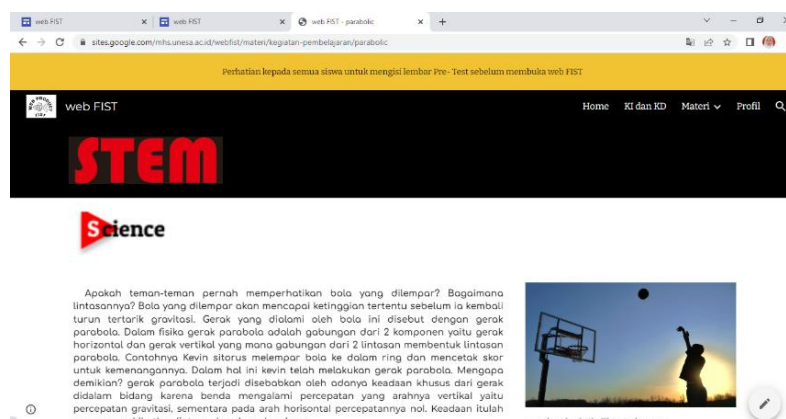 web FIST
web FIST
web FIST - parabolic
sites.google.com/mhs.unesa.ac.id/webfist/materi/kegiatan-pembelajaran/parabolic
Perhatian kepada semua siswa untuk mengisi lembar Pre- Test sebelum membuka web FIST
web FIST
Home KI dan KD Materi Profil
STEM
Science
Apakah teman-teman pernah memperhatikan bola yang dilempar? Bagaimana
lintasannya? Bola yang dilempar akan mencapai ketinggian tertentu sebelum ia kembali
turun tertarik gravitasi. Gerak yang dialami oleh bola ini disebut dengan gerak
parabola. Dalam fisika gerak parabola adalah gabungan dari 2 komponen yaitu gerak
horizontal dan gerak vertikal yang mana gabungan dari 2 lintasan membentuk lintasan
parabola. Contohnya Kevin sitorus melempar bola ke dalam ring dan mencetak skor
untuk kemenangannya. Dalam hal ini kevin telah melakukan gerak parabola. Mengapa
demikian? gerak parabola terjadi disebabkan oleh adanya keadaan khusus dari gerak
didalam bidang karena benda mengalami percepatan yang arahnya vertikal yaitu
percepatan gravitasi, sementara pada arah horisontal percepatannya nol. Keadaan itulah